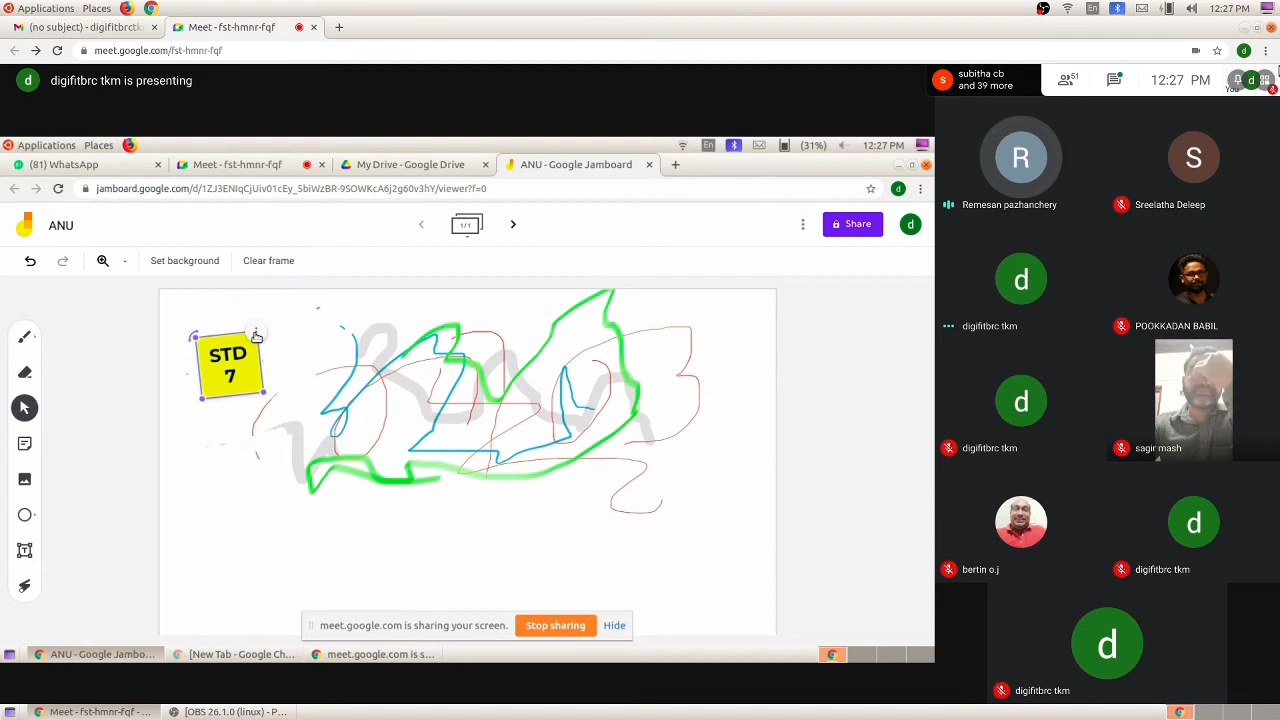 Applications Places En 12:27 PM
(no subject) - digifitbrctk Meet - fst-hmnr-fqf
meet.google.com/fst-hmnr-fqf d
d digifitbrc tkm is presenting
S subitha cb and 39 more 51 12:27 PM You d
Applications Places En (31%) 12:27 PM
(81) WhatsApp Meet - fst-hmnr-fqf My Drive - Google Drive ANU - Google Jamboard
jamboard.google.com/d/1ZJ3ENIqCjUiv01cEy_5biWzBR-9SOWKcA6j2g60v3hY/viewer?f=0 d
ANU 1/1 Share d
Set background Clear frame
STD
7
meet.google.com is sharing your screen. Stop sharing Hide
ANU - Google Jambo... [New Tab - Google Ch... meet.google.com is s...
R S
Remesan pazhanchery Sreelatha Deleep
d
digifitbrc tkm POOKKADAN BABIL
d
digifitbrc tkm sagir mash
d
bertin o.j digifitbrc tkm
d
digifitbrc tkm
Meet - fst-hmnr-fqf - ... [OBS 26.1.0 (linux) - P...